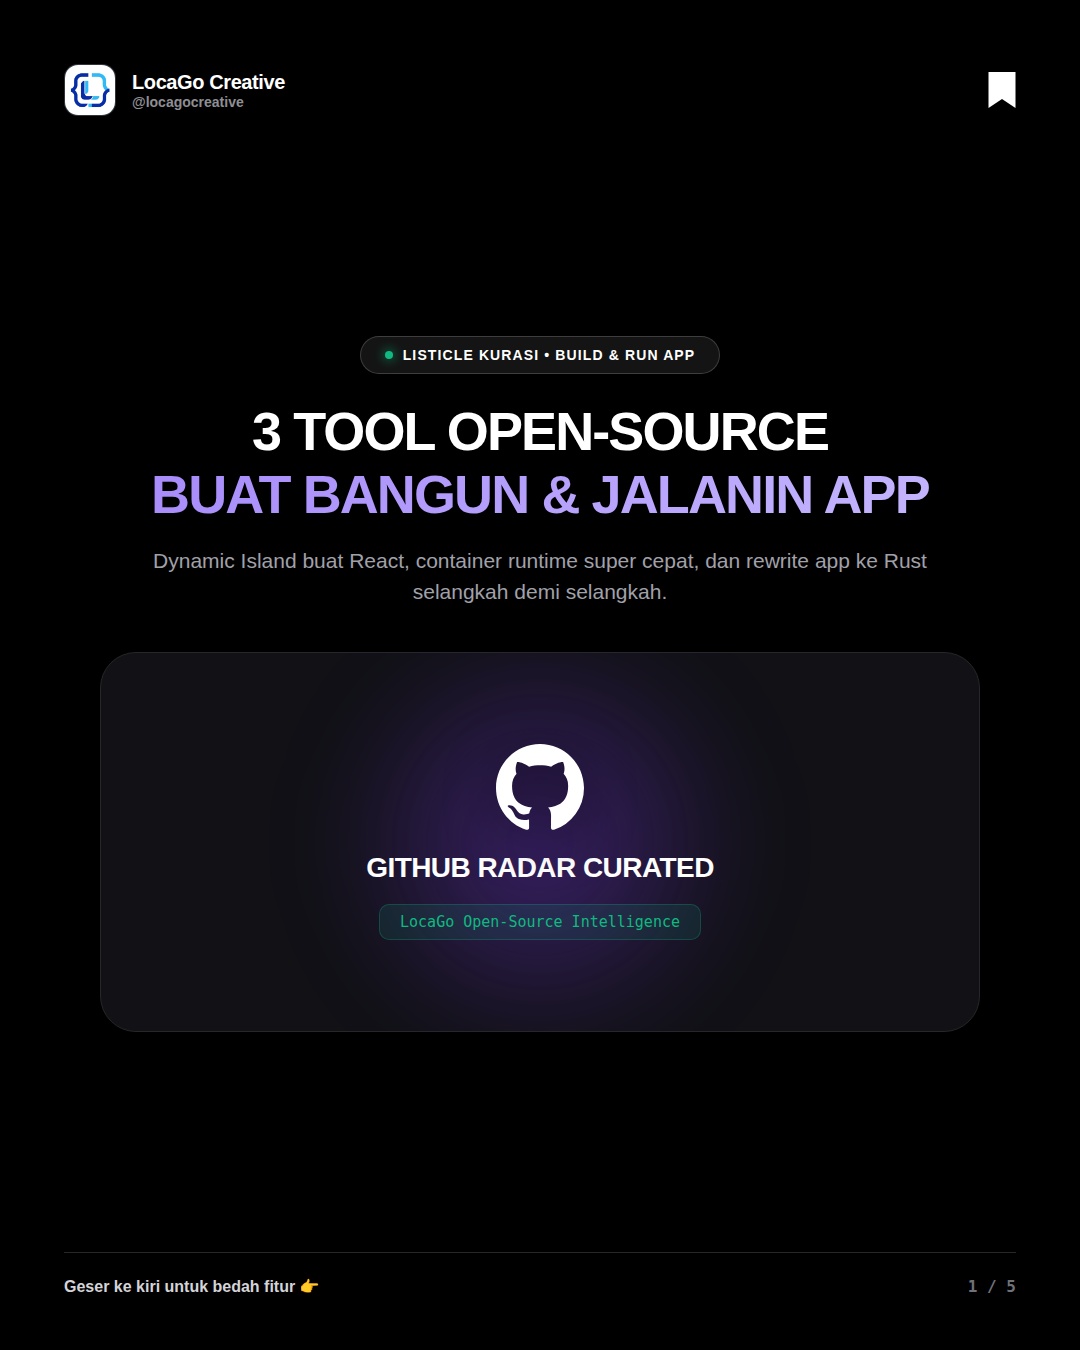 LocaGo Creative
@locagocreative
LISTICLE KURASI • BUILD & RUN APP
3 TOOL OPEN-SOURCE
BUAT BANGUN & JALANIN APP
Dynamic Island buat React, container runtime super cepat, dan rewrite app ke Rust
selangkah demi selangkah.
GITHUB RADAR CURATED
LocaGo Open-Source Intelligence
Geser ke kiri untuk bedah fitur 👉
1 / 5